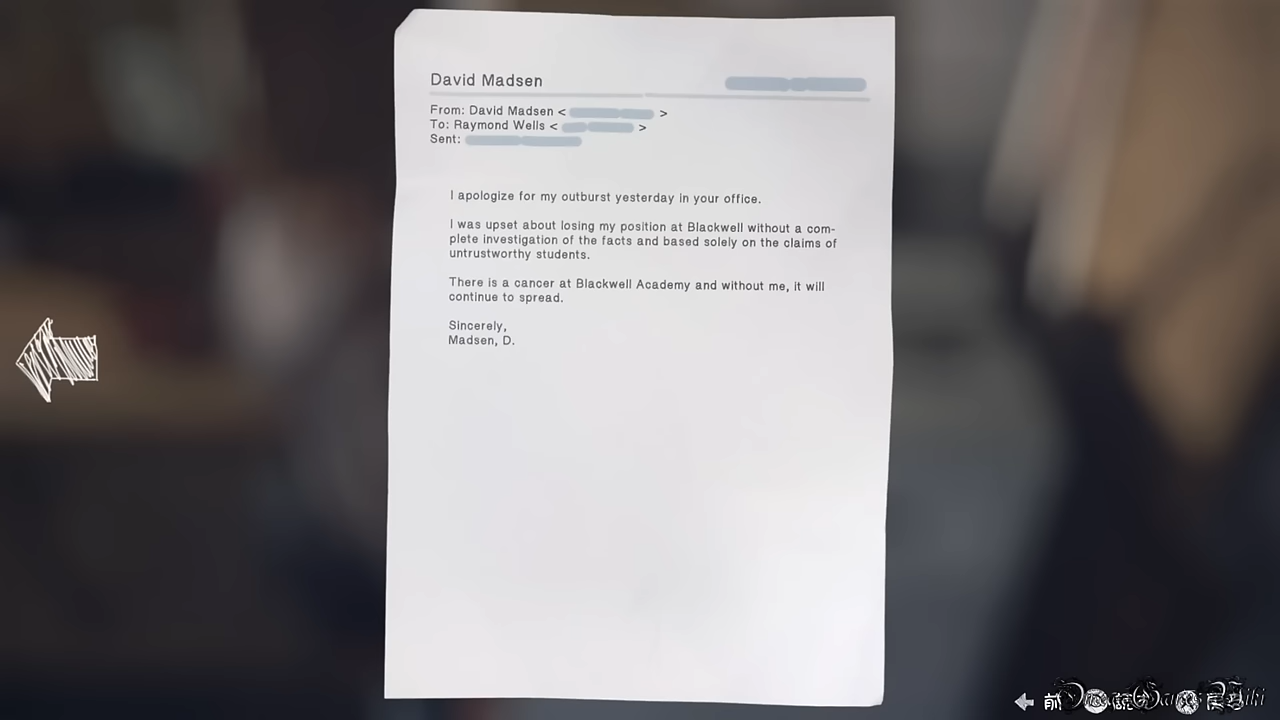 David Madsen
From: David Madsen < >
To: Raymond Wells < >
Sent:
I apologize for my outburst yesterday in your office.
I was upset about losing my position at Blackwell without a com-
plete investigation of the facts and based solely on the claims of
untrustworthy students.
There is a cancer at Blackwell Academy and without me, it will
continue to spread.
Sincerely,
Madsen, D.
前